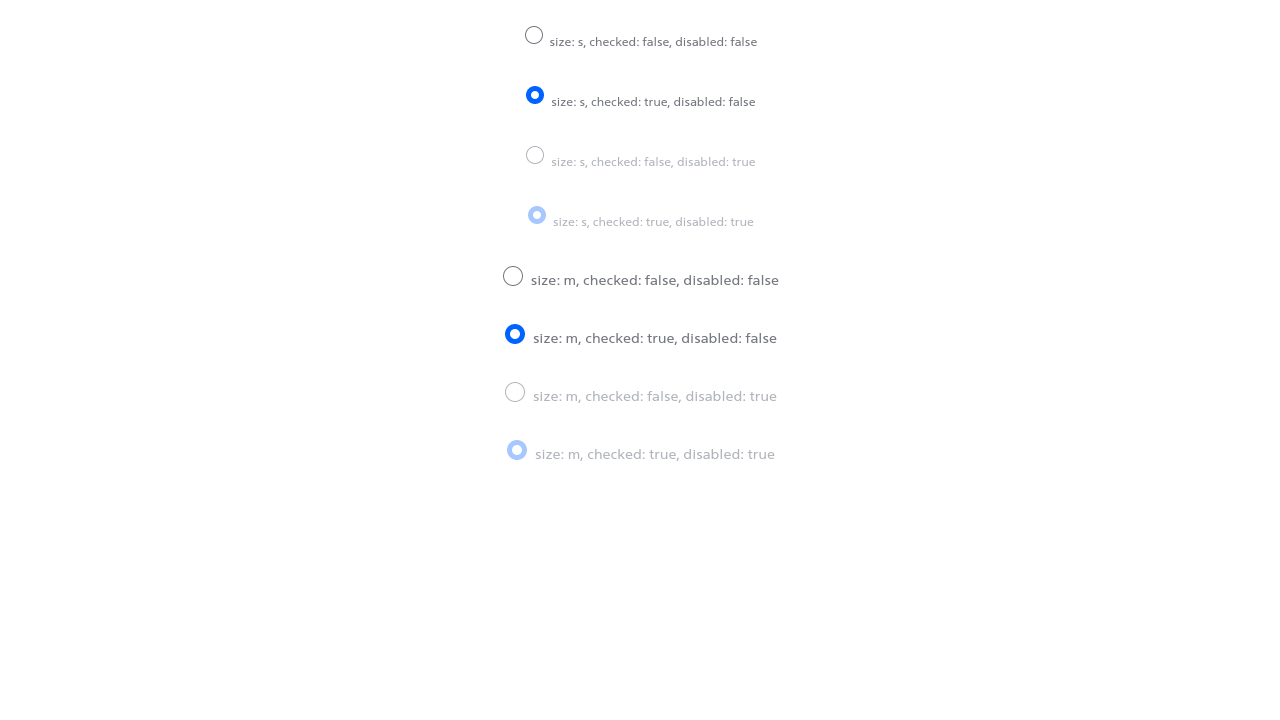 size: s, checked: false, disabled: false
size: s, checked: true, disabled: false
size: s, checked: false, disabled: true
size: s, checked: true, disabled: true
size: m, checked: false, disabled: false
size: m, checked: true, disabled: false
size: m, checked: false, disabled: true
size: m, checked: true, disabled: true